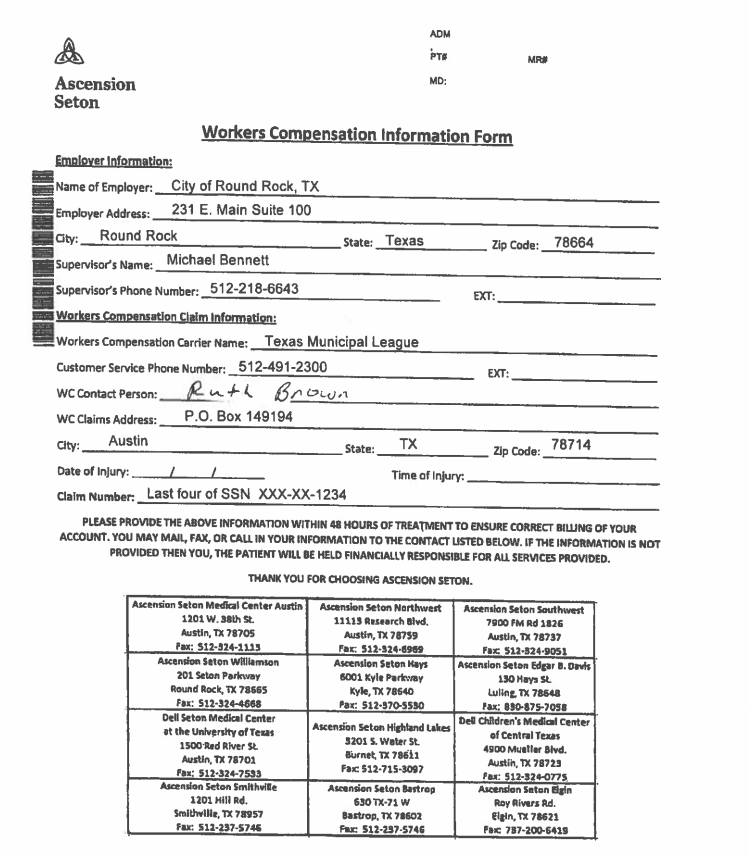 ADM
PT#
MR#
MD:
Ascension
Seton
Workers Compensation Information Form
Employer Information:
Name of Employer: City of Round Rock, TX
Employer Address: 231 E. Main Suite 100
City: Round Rock State: Texas Zip Code: 78664
Supervisor's Name: Michael Bennett
Supervisor's Phone Number: 512-218-6643 EXT:
Workers Compensation Claim Information:
Workers Compensation Carrier Name: Texas Municipal League
Customer Service Phone Number: 512-491-2300 EXT:
WC Contact Person: Ruth Brown
WC Claims Address: P.O. Box 149194
City: Austin State: TX Zip Code: 78714
Date of Injury: / / Time of Injury:
Claim Number: Last four of SSN XXX-XX-1234
PLEASE PROVIDE THE ABOVE INFORMATION WITHIN 48 HOURS OF TREATMENT TO ENSURE CORRECT BILLING OF YOUR
ACCOUNT. YOU MAY MAIL, FAX, OR CALL IN YOUR INFORMATION TO THE CONTACT LISTED BELOW. IF THE INFORMATION IS NOT
PROVIDED THEN YOU, THE PATIENT WILL BE HELD FINANCIALLY RESPONSIBLE FOR ALL SERVICES PROVIDED.
THANK YOU FOR CHOOSING ASCENSION SETON.
Ascension Seton Medical Center Austin
1201 W. 38th St.
Austin, TX 78705
Fax: 512-324-1113
Ascension Seton Northwest
11113 Research Blvd.
Austin, TX 78759
Fax: 512-324-6969
Ascension Seton Southwest
7900 FM Rd 1826
Austin, TX 78737
Fax: 512-324-9051
Ascension Seton Williamson
201 Seton Parkway
Round Rock, TX 78665
Fax: 512-324-4668
Ascension Seton Hays
6001 Kyle Parkway
Kyle, TX 78640
Fax: 512-370-5530
Ascension Seton Edgar B. Davis
130 Hays St.
Luling, TX 78648
Fax: 830-875-7058
Dell Seton Medical Center
at the University of Texas
1500 Red River St.
Austin, TX 78701
Fax: 512-324-7533
Ascension Seton Highland Lakes
3201 S. Water St.
Burnet, TX 78611
Fax: 512-715-3097
Dell Children's Medical Center
of Central Texas
4900 Mueller Blvd.
Austin, TX 78723
Fax: 512-324-0775
Ascension Seton Smithville
1201 Hill Rd.
Smithville, TX 78957
Fax: 512-237-5746
Ascension Seton Bastrop
630 TX-71 W
Bastrop, TX 78602
Fax: 512-237-5746
Ascension Seton Elgin
Roy Rivers Rd.
Elgin, TX 78621
Fax: 737-200-6419